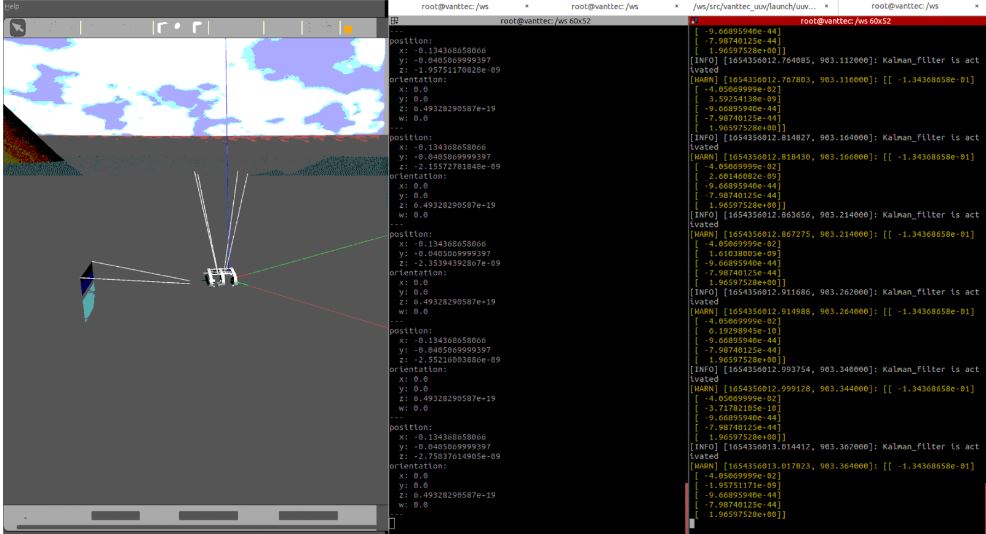 Help
root@vanttec: /ws × root@vanttec: /ws × /ws/src/vanttec_uuv/launch/uuv... × root@vanttec: /ws ×
root@vanttec: /ws 60x52
---
position:
x: -0.134368658066
y: -0.0405069999397
z: -1.95751170828e-09
orientation:
x: 0.0
y: 0.0
z: 6.49328290587e+19
w: 0.0
---
position:
x: -0.134368658066
y: -0.0405069999397
z: -2.15572781848e-09
orientation:
x: 0.0
y: 0.0
z: 6.49328290587e+19
w: 0.0
---
position:
x: -0.134368658066
y: -0.0405069999397
z: -2.35394392867e-09
orientation:
x: 0.0
y: 0.0
z: 6.49328290587e+19
w: 0.0
---
position:
x: -0.134368658066
y: -0.0405069999397
z: -2.55216003886e-09
orientation:
x: 0.0
y: 0.0
z: 6.49328290587e+19
w: 0.0
---
position:
x: -0.134368658066
y: -0.0405069999397
z: -2.75037614905e-09
orientation:
x: 0.0
y: 0.0
z: 6.49328290587e+19
w: 0.0
---
root@vanttec: /ws 60x52
[ -9.66895940e-44]
[ -7.98740125e-44]
[ 1.96597528e+00]]
[INFO] [1654356012.764085, 903.112000]: Kalman_filter is act
ivated
[WARN] [1654356012.767803, 903.116000]: [[ -1.34368658e-01]
[ -4.05069999e-02]
[ 3.59254138e-09]
[ -9.66895940e-44]
[ -7.98740125e-44]
[ 1.96597528e+00]]
[INFO] [1654356012.814827, 903.164000]: Kalman_filter is act
ivated
[WARN] [1654356012.818430, 903.166000]: [[ -1.34368658e-01]
[ -4.05069999e-02]
[ 2.60146082e-09]
[ -9.66895940e-44]
[ -7.98740125e-44]
[ 1.96597528e+00]]
[INFO] [1654356012.863656, 903.214000]: Kalman_filter is act
ivated
[WARN] [1654356012.867275, 903.214000]: [[ -1.34368658e-01]
[ -4.05069999e-02]
[ 1.61038005e-09]
[ -9.66895940e-44]
[ -7.98740125e-44]
[ 1.96597528e+00]]
[INFO] [1654356012.911686, 903.262000]: Kalman_filter is act
ivated
[WARN] [1654356012.914988, 903.264000]: [[ -1.34368658e-01]
[ -4.05069999e-02]
[ 6.19298945e-10]
[ -9.66895940e-44]
[ -7.98740125e-44]
[ 1.96597528e+00]]
[INFO] [1654356012.993754, 903.340000]: Kalman_filter is act
ivated
[WARN] [1654356012.999128, 903.344000]: [[ -1.34368658e-01]
[ -4.05069999e-02]
[ -3.71782105e-10]
[ -9.66895940e-44]
[ -7.98740125e-44]
[ 1.96597528e+00]]
[INFO] [1654356013.014412, 903.362000]: Kalman_filter is act
ivated
[WARN] [1654356013.017823, 903.364000]: [[ -1.34368658e-01]
[ -4.05069999e-02]
[ -1.95751171e-09]
[ -9.66895940e-44]
[ -7.98740125e-44]
[ 1.96597528e+00]]